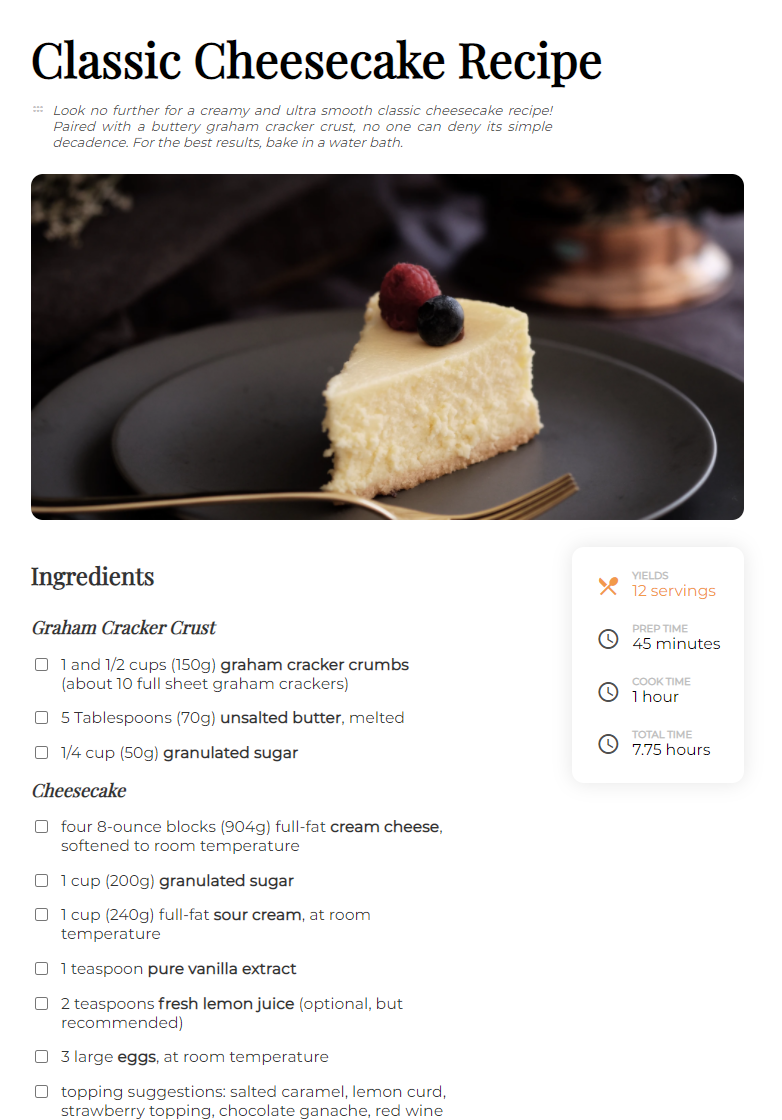 Classic Cheesecake Recipe
Look no further for a creamy and ultra smooth classic cheesecake recipe!
Paired with a buttery graham cracker crust, no one can deny its simple
decadence. For the best results, bake in a water bath.
Ingredients
Graham Cracker Crust
1 and 1/2 cups (150g) graham cracker crumbs
(about 10 full sheet graham crackers)
5 Tablespoons (70g) unsalted butter, melted
1/4 cup (50g) granulated sugar
Cheesecake
four 8-ounce blocks (904g) full-fat cream cheese,
softened to room temperature
1 cup (200g) granulated sugar
1 cup (240g) full-fat sour cream, at room
temperature
1 teaspoon pure vanilla extract
2 teaspoons fresh lemon juice (optional, but
recommended)
3 large eggs, at room temperature
topping suggestions: salted caramel, lemon curd,
strawberry topping, chocolate ganache, red wine
YIELDS
12 servings
PREP TIME
45 minutes
COOK TIME
1 hour
TOTAL TIME
7.75 hours